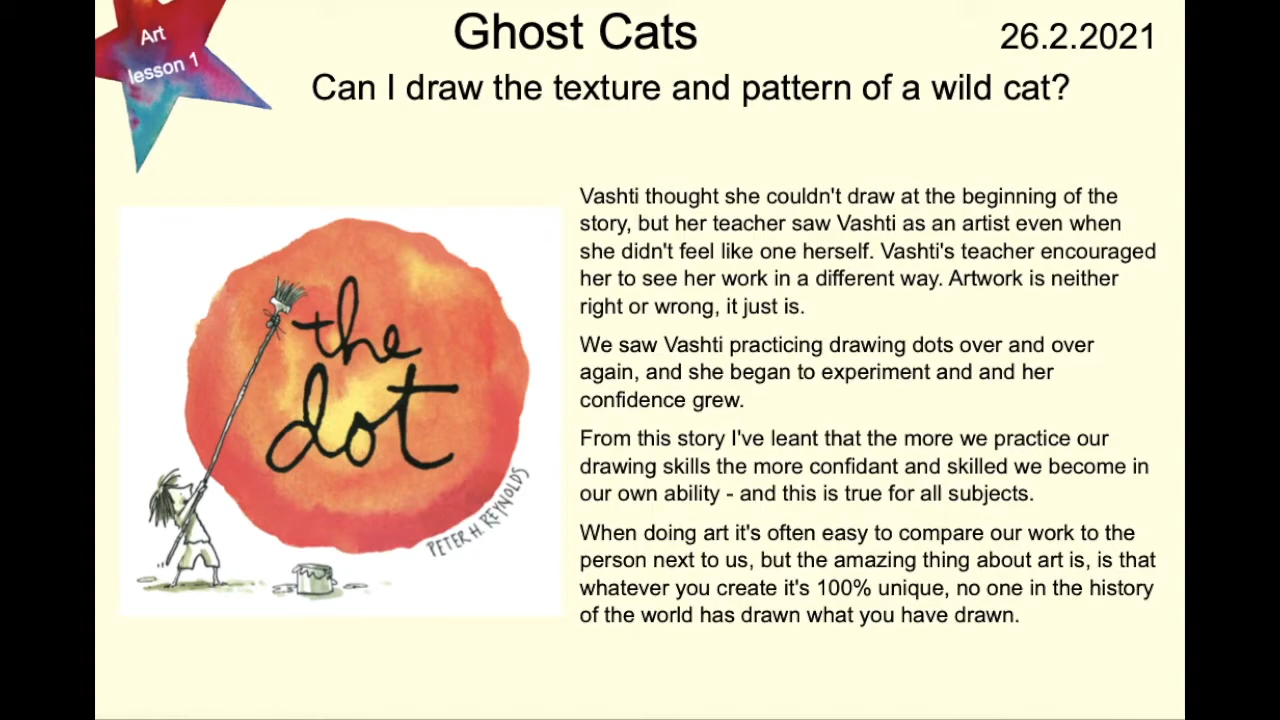 Art
lesson 1
Ghost Cats
26.2.2021
Can I draw the texture and pattern of a wild cat?
the
dot
PETER H. REYNOLDS
Vashti thought she couldn't draw at the beginning of the
story, but her teacher saw Vashti as an artist even when
she didn't feel like one herself. Vashti's teacher encouraged
her to see her work in a different way. Artwork is neither
right or wrong, it just is.
We saw Vashti practicing drawing dots over and over
again, and she began to experiment and and her
confidence grew.
From this story I've leant that the more we practice our
drawing skills the more confidant and skilled we become in
our own ability - and this is true for all subjects.
When doing art it's often easy to compare our work to the
person next to us, but the amazing thing about art is, is that
whatever you create it's 100% unique, no one in the history
of the world has drawn what you have drawn.